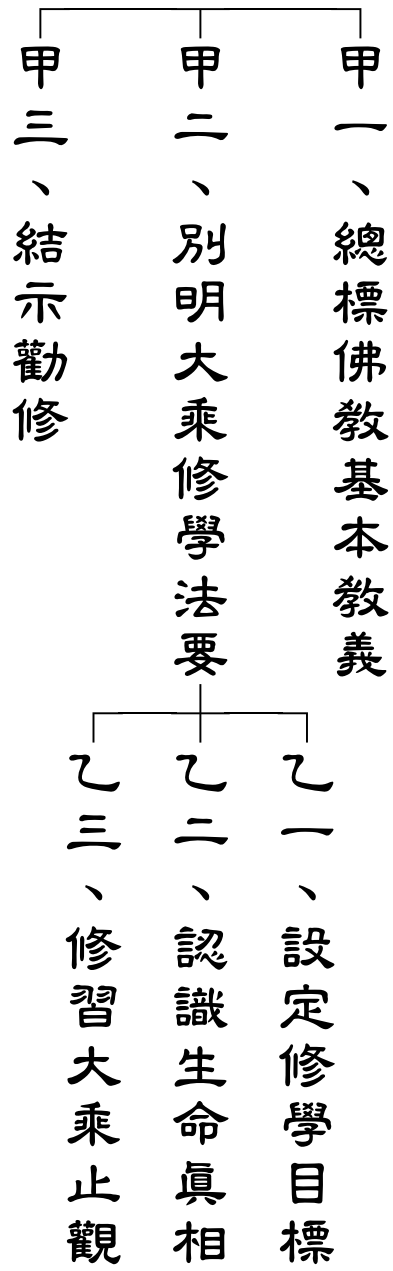 甲一、總標佛教基本教義
甲二、別明大乘修學法要
甲三、結示勸修
乙一、設定修學目標
乙二、認識生命真相
乙三、修習大乘止觀